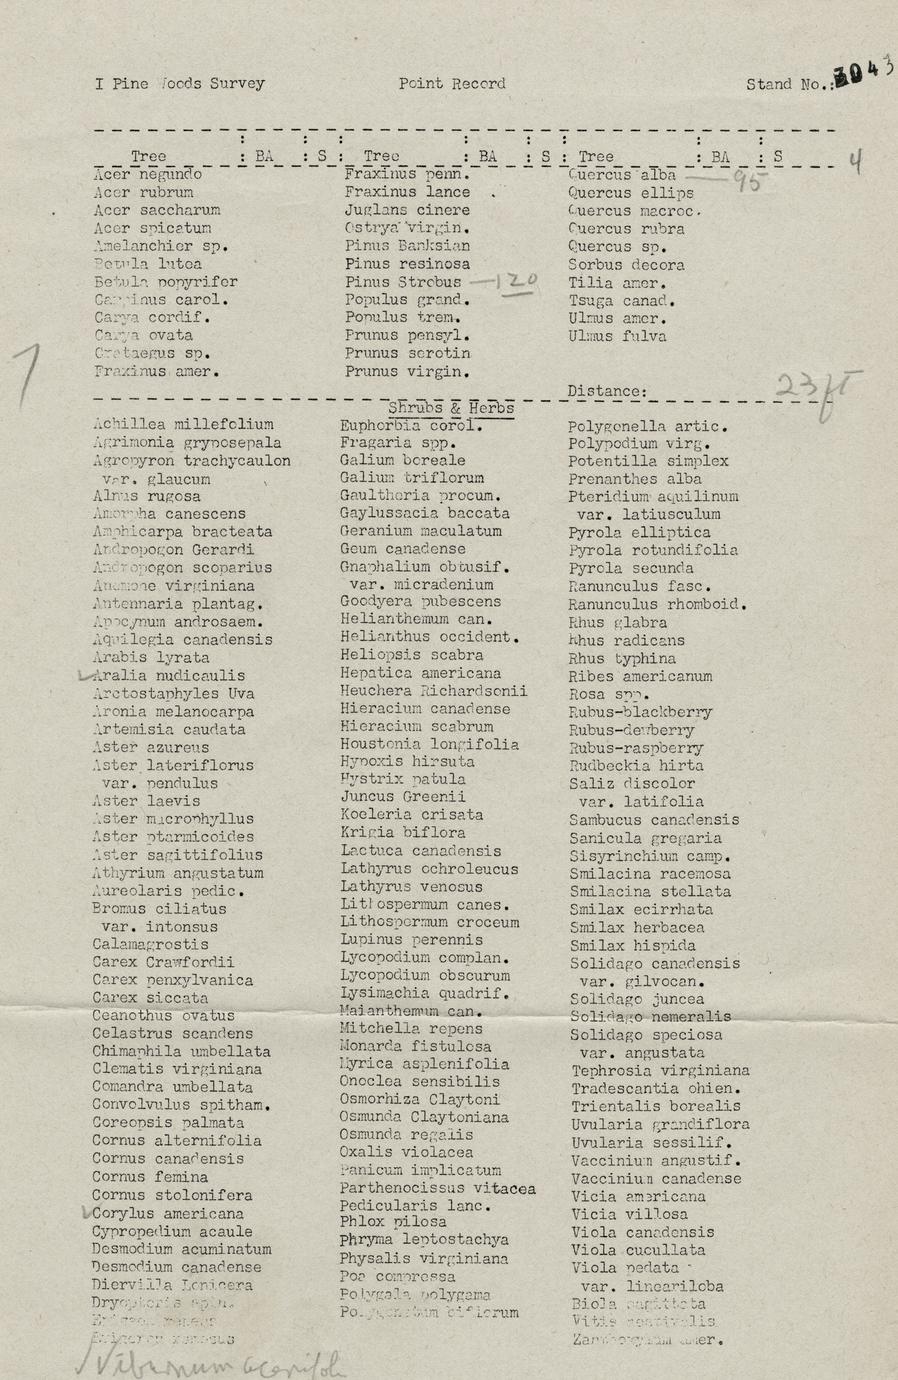 I Pine Woods Survey Point Record Stand No.: 3043
: : : : : : :
Tree : BA : S : Tree : BA : S : Tree : BA : S
4
Acer negundo
Acer rubrum
Acer saccharum
Acer spicatum
Amelanchier sp.
Betula lutea
Betula popyrifer
Carpinus carol.
Carya cordif.
Carya ovata
Crataegus sp.
Fraxinus amer.
Fraxinus penn.
Fraxinus lance .
Juglans cinere
Ostrya virgin.
Pinus Banksian
Pinus resinosa
Pinus Strobus — 120
Populus grand.
Populus trem.
Prunus pensyl.
Prunus serotin
Prunus virgin.
Quercus alba — 95
Quercus ellips
Quercus macroc.
Quercus rubra
Quercus sp.
Sorbus decora
Tilia amer.
Tsuga canad.
Ulmus amer.
Ulmus fulva
1
Distance: 23 ft
Shrubs & Herbs
Achillea millefolium
Agrimonia gryposepala
Agropyron trachycaulon
var. glaucum
Alnus rugosa
Amorpha canescens
Amphicarpa bracteata
Andropogon Gerardi
Andropogon scoparius
Anemone virginiana
Antennaria plantag.
Apocynum androsaem.
Aquilegia canadensis
Arabis lyrata
✓Aralia nudicaulis
Arctostaphyles Uva
Aronia melanocarpa
Artemisia caudata
Aster azureus
Aster lateriflorus
var. pendulus
Aster laevis
Aster macrophyllus
Aster ptarmicoides
Aster sagittifolius
Athyrium angustatum
Aureolaris pedic.
Bromus ciliatus
var. intonsus
Calamagrostis
Carex Crawfordii
Carex penxylvanica
Carex siccata
Ceanothus ovatus
Celastrus scandens
Chimaphila umbellata
Clematis virginiana
Comandra umbellata
Convolvulus spitham.
Coreopsis palmata
Cornus alternifolia
Cornus canadensis
Cornus femina
Cornus stolonifera
✓Corylus americana
Cypropedium acaule
Desmodium acuminatum
Desmodium canadense
Diervilla Lonicera
Dryopteris spin.
✓Viburnum acerifol
Euphorbia corol.
Fragaria spp.
Galium boreale
Galium triflorum
Gaultheria procum.
Gaylussacia baccata
Geranium maculatum
Geum canadense
Gnaphalium obtusif.
var. micradenium
Goodyera pubescens
Helianthemum can.
Helianthus occident.
Heliopsis scabra
Hepatica americana
Heuchera Richardsonii
Hieracium canadense
Hieracium scabrum
Houstonia longifolia
Hypoxis hirsuta
Hystrix patula
Juncus Greenii
Koeleria crisata
Krigia biflora
Lactuca canadensis
Lathyrus ochroleucus
Lathyrus venosus
Lithospermum canes.
Lithospermum croceum
Lupinus perennis
Lycopodium complan.
Lycopodium obscurum
Lysimachia quadrif.
Maianthemum can.
Mitchella repens
Monarda fistulosa
Myrica asplenifolia
Onoclea sensibilis
Osmorhiza Claytoni
Osmunda Claytoniana
Osmunda regalis
Oxalis violacea
Panicum implicatum
Parthenocissus vitacea
Pedicularis lanc.
Phlox pilosa
Phryma leptostachya
Physalis virginiana
Poa compressa
Polygala polygama
Polygonatum biflorum
Polygonella artic.
Polypodium virg.
Potentilla simplex
Prenanthes alba
Pteridium aquilinum
var. latiusculum
Pyrola elliptica
Pyrola rotundifolia
Pyrola secunda
Ranunculus fasc.
Ranunculus rhomboid.
Rhus glabra
Rhus radicans
Rhus typhina
Ribes americanum
Rosa spp.
Rubus-blackberry
Rubus-dewberry
Rubus-raspberry
Rudbeckia hirta
Saliz discolor
var. latifolia
Sambucus canadensis
Sanicula gregaria
Sisyrinchium camp.
Smilacina racemosa
Smilacina stellata
Smilax ecirrhata
Smilax herbacea
Smilax hispida
Solidago canadensis
var. gilvocan.
Solidago juncea
Solidago nemeralis
Solidago speciosa
var. angustata
Tephrosia virginiana
Tradescantia ohien.
Trientalis borealis
Uvularia grandiflora
Uvularia sessilif.
Vaccinium angustif.
Vaccinium canadense
Vicia americana
Vicia villosa
Viola canadensis
Viola cucullata
Viola pedata
var. lineariloba
Biola sagittata
Vitis aestivalis
Zanthoxylum amer.